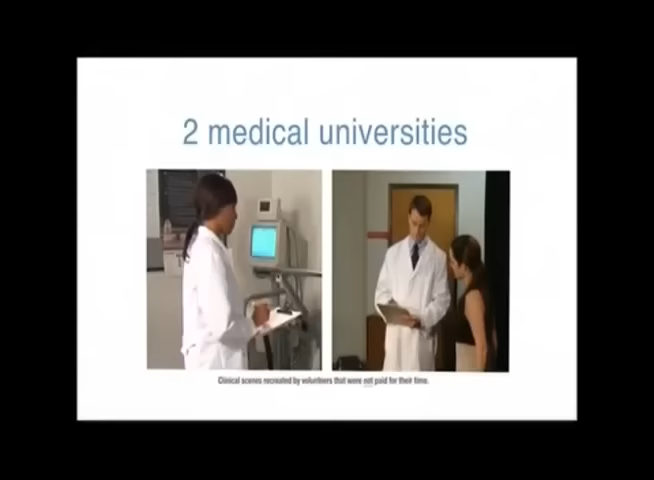 2 medical universities
Clinical scenes recreated by volunteers that were not paid for their time.